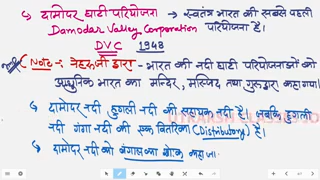 दामोदर घाटी परियोजना → स्वतंत्र भारत की सबसे पहली
Damodar Valley Corporation परियोजना है।
DVC 1948
Note:- नेहरूजी द्वारा - भारत की नदी घाटी परियोजनाओं को
आधुनिक भारत का मन्दिर, मस्जिद तथा गुरूद्वारा कहा गया।
दामोदर नदी हुगली नदी की सहायक नदी है। जबकि हुगली
नदी गंगा नदी की एक वितरिका (Distributory) है।
दामोदर नदी को बंगाल का शोक कहा जा